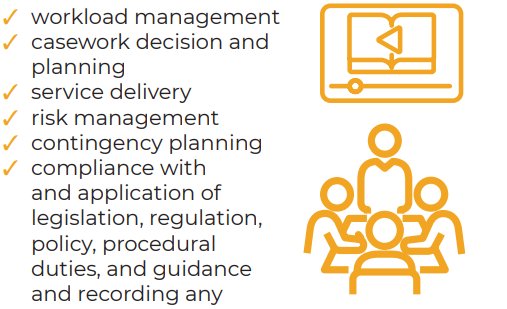 ✓ workload management
✓ casework decision and
planning
✓ service delivery
✓ risk management
✓ contingency planning
✓ compliance with
and application of
legislation, regulation,
policy, procedural
duties, and guidance
and recording any